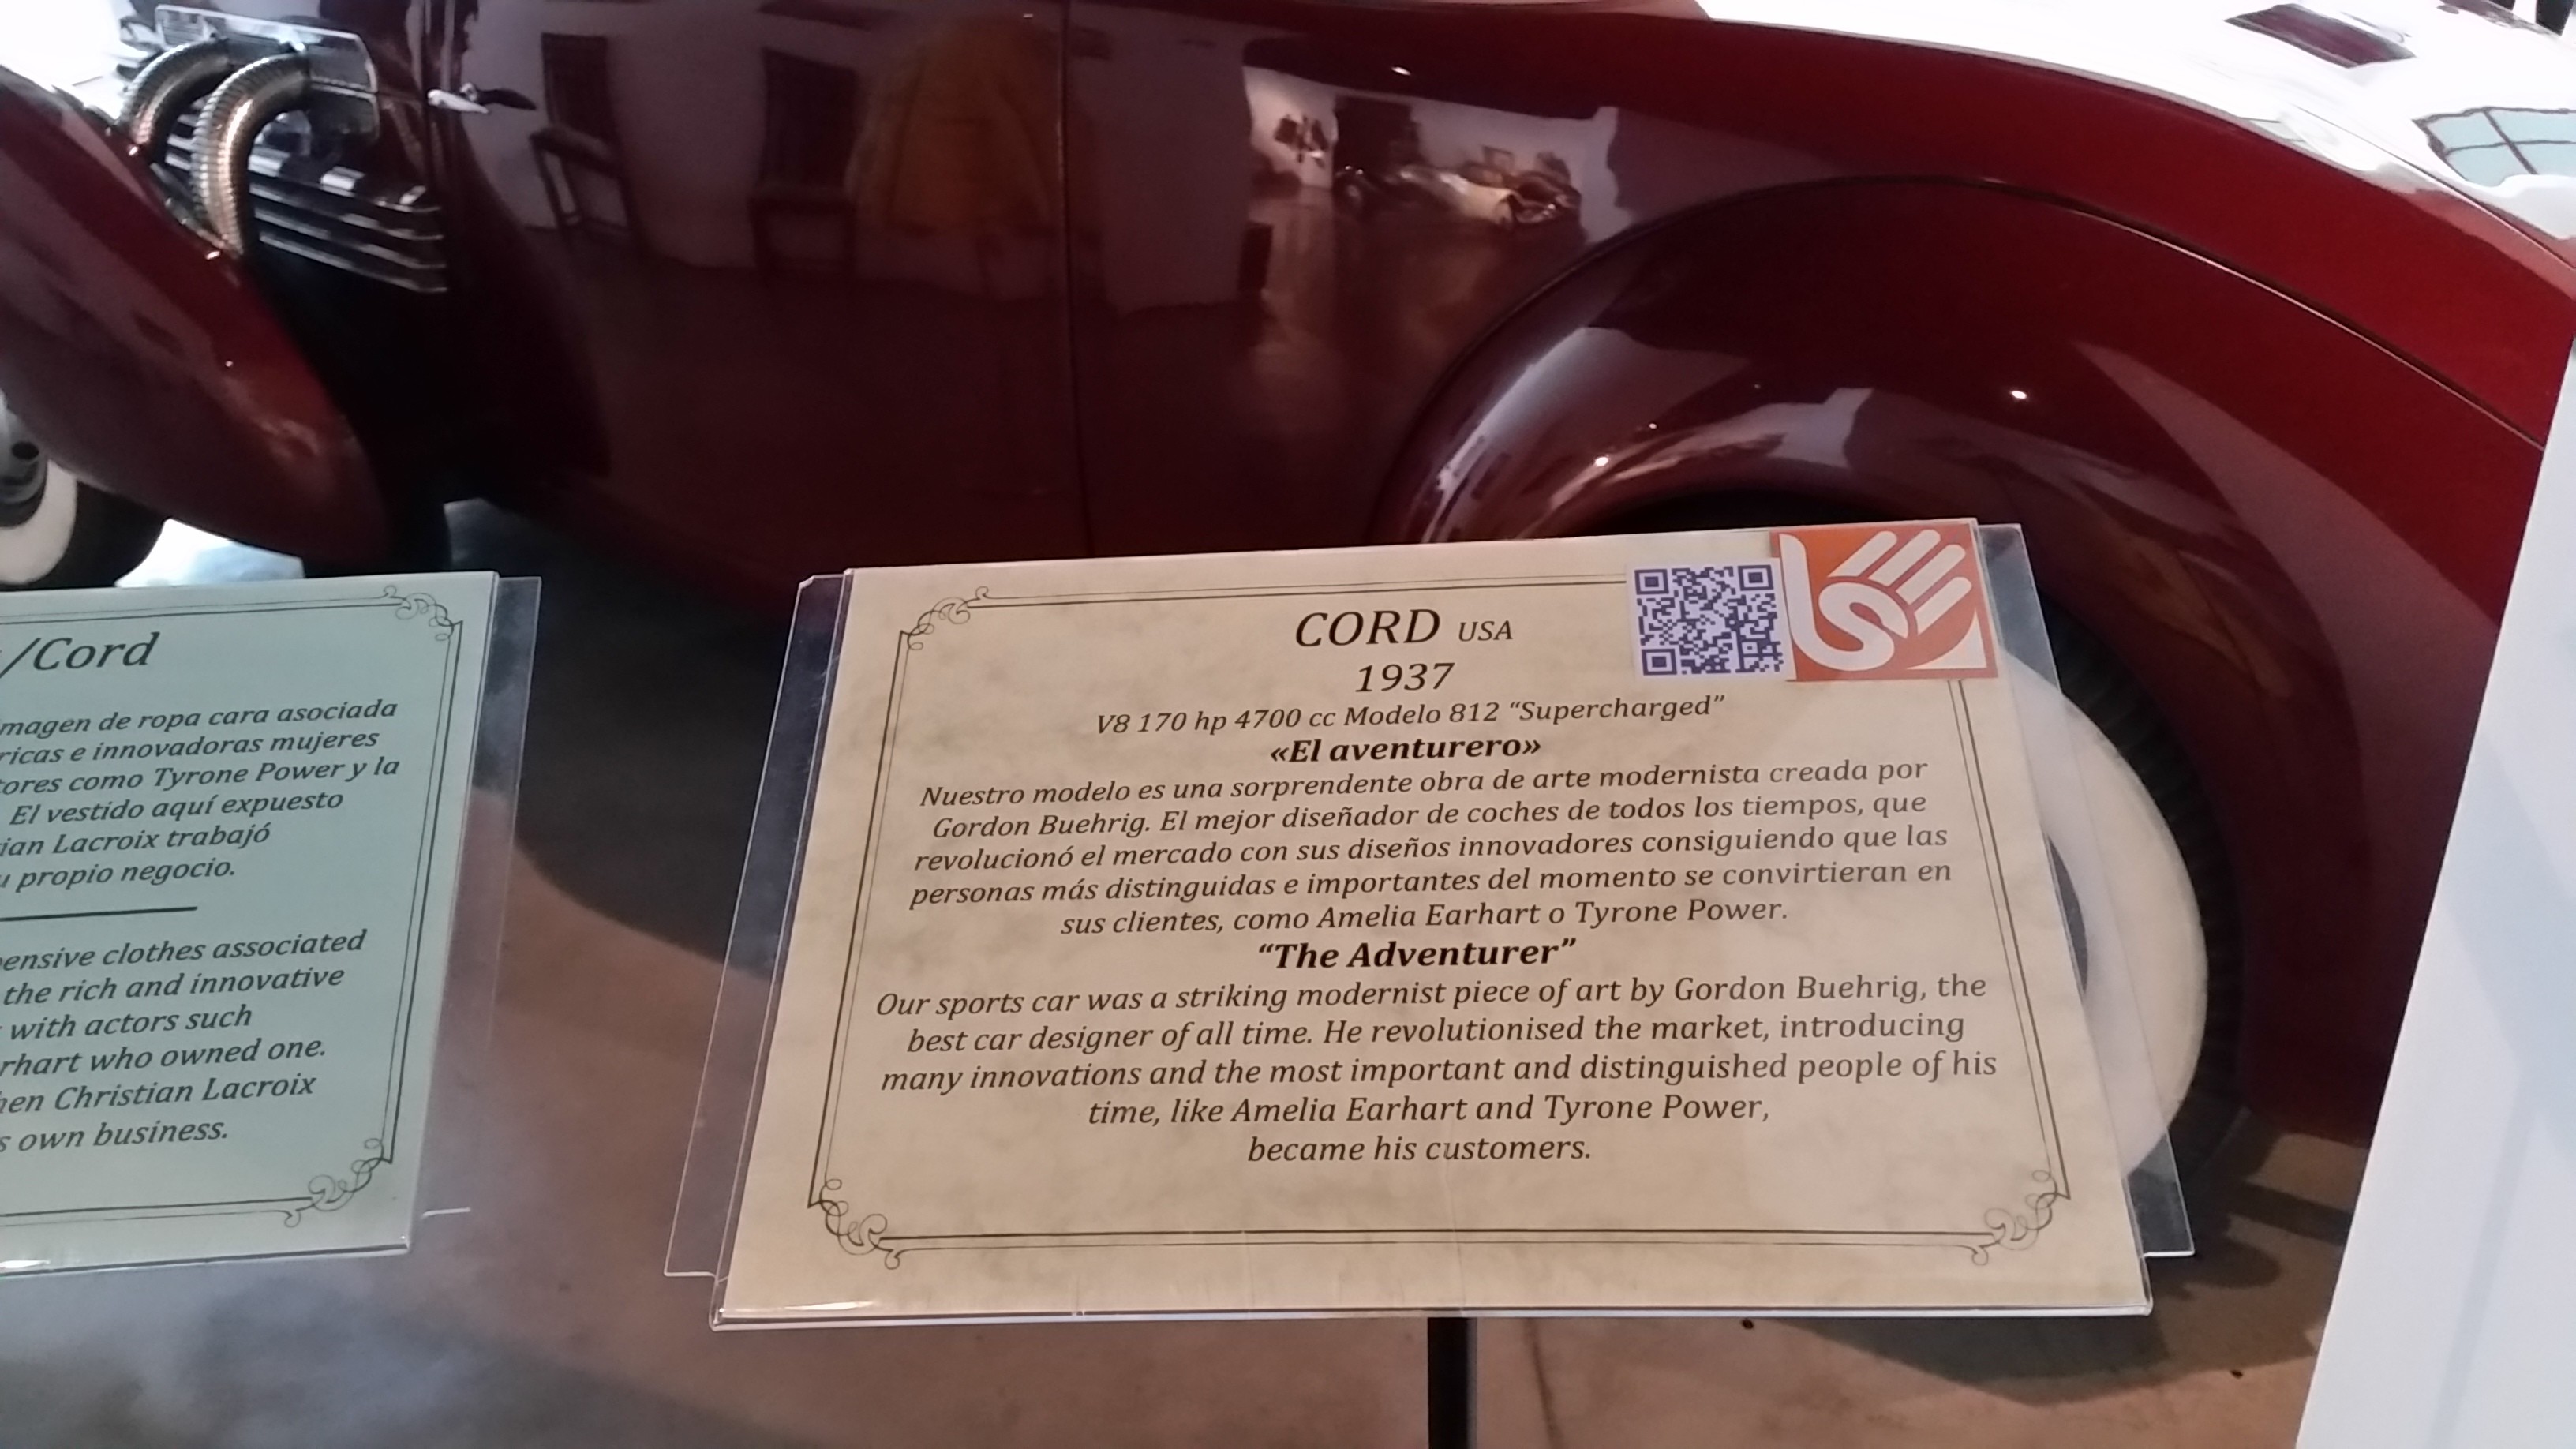 /Cord
magen de ropa cara asociada
ricas e innovadoras mujeres
tores como Tyrone Power y la
El vestido aquí expuesto
ian Lacroix trabajó
propio negocio.
pensive clothes associated
the rich and innovative
with actors such
rhart who owned one.
hen Christian Lacroix
s own business.
CORD USA
1937
V8 170 hp 4700 cc Modelo 812 “Supercharged”
«El aventurero»
Nuestro modelo es una sorprendente obra de arte modernista creada por
Gordon Buehrig. El mejor diseñador de coches de todos los tiempos, que
revolucionó el mercado con sus diseños innovadores consiguiendo que las
personas más distinguidas e importantes del momento se convirtieran en
sus clientes, como Amelia Earhart o Tyrone Power.
“The Adventurer”
Our sports car was a striking modernist piece of art by Gordon Buehrig, the
best car designer of all time. He revolutionised the market, introducing
many innovations and the most important and distinguished people of his
time, like Amelia Earhart and Tyrone Power,
became his customers.